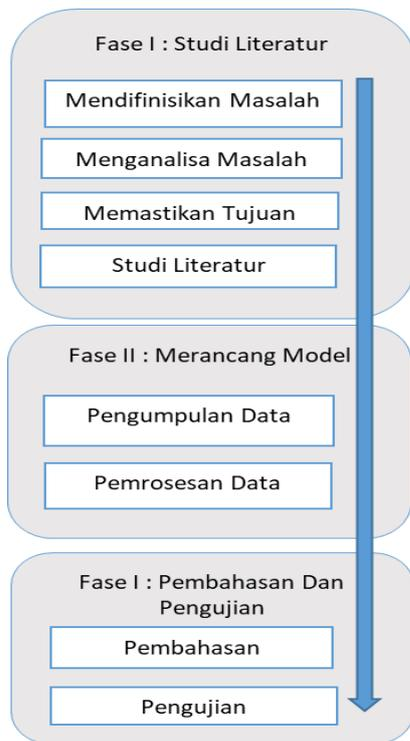 Fase I : Studi Literatur
Mendifinisikan Masalah
Menganalisa Masalah
Memastikan Tujuan
Studi Literatur
Fase II : Merancang Model
Pengumpulan Data
Pemrosesan Data
Fase I : Pembahasan Dan
Pengujian
Pembahasan
Pengujian